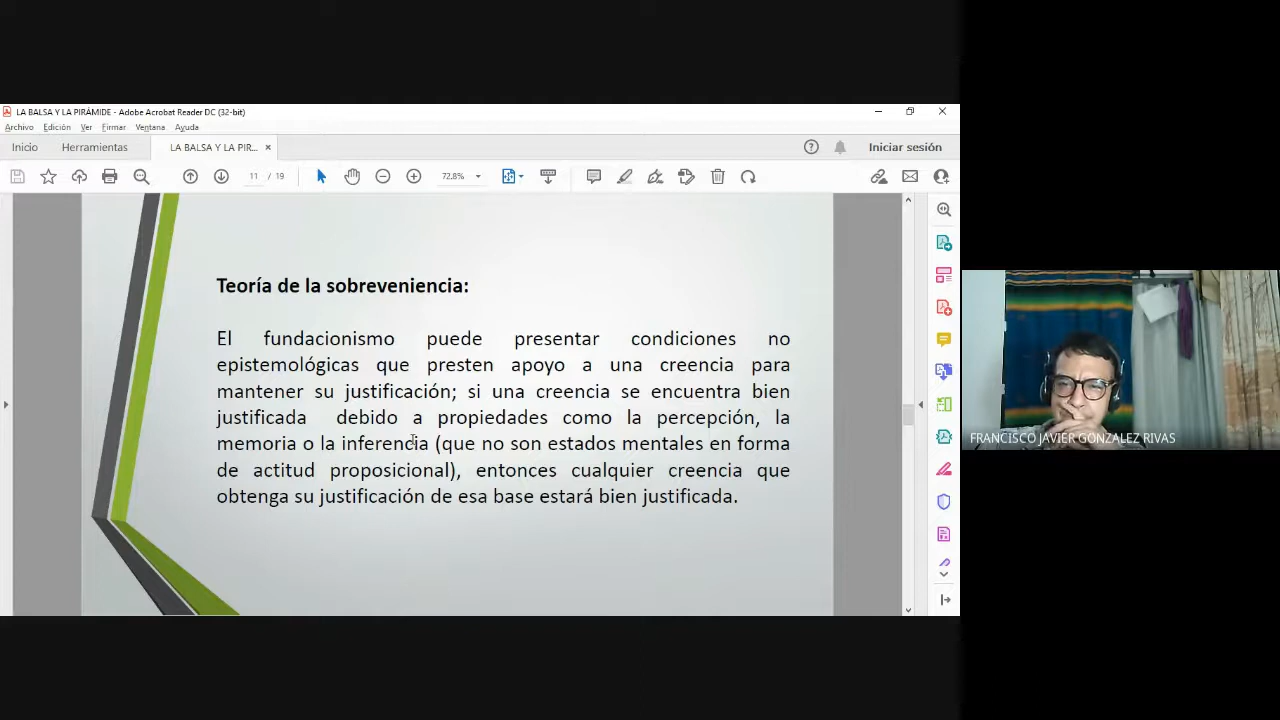 LA BALSA Y LA PIRÁMIDE - Adobe Acrobat Reader DC (32-bit)
Archivo Edición Ver Firmar Ventana Ayuda
Inicio Herramientas LA BALSA Y LA PIR... × Iniciar sesión
11 / 19 72.8%
Teoría de la sobreveniencia:
El fundacionismo puede presentar condiciones no
epistemológicas que presten apoyo a una creencia para
mantener su justificación; si una creencia se encuentra bien
justificada debido a propiedades como la percepción, la
memoria o la inferencia (que no son estados mentales en forma
de actitud proposicional), entonces cualquier creencia que
obtenga su justificación de esa base estará bien justificada.
FRANCISCO JAVIER GONZALEZ RIVAS